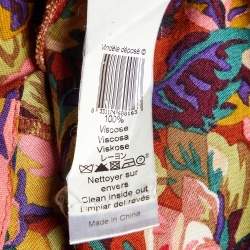 Modèle déposé ©
100%
Viscose
Viscosa
Viskose
レーヨン
Nettoyer sur
envers
Clean inside out
Limpiar del revés
Made in China